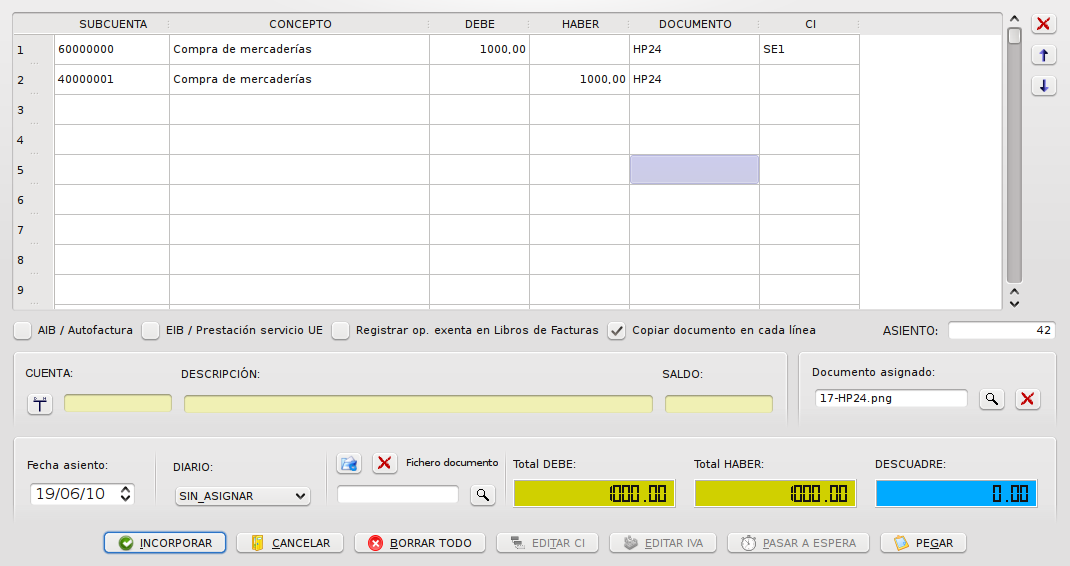 SUBCUENTA CONCEPTO DEBE HABER DOCUMENTO CI
1 60000000 Compra de mercaderías 1000,00 HP24 SE1
...
2 40000001 Compra de mercaderías 1000,00 HP24
...
3
...
4
...
5
...
6
...
7
...
8
...
9
...
AIB / Autofactura EIB / Prestación servicio UE Registrar op. exenta en Libros de Facturas Copiar documento en cada línea ASIENTO: 42
CUENTA: DESCRIPCIÓN: SALDO: Documento asignado:
17-HP24.png
Fecha asiento: DIARIO: Fichero documento Total DEBE: Total HABER: DESCUADRE:
19/06/10 SIN_ASIGNAR 1000.00 1000.00 0.00
INCORPORAR CANCELAR BORRAR TODO EDITAR CI EDITAR IVA PASAR A ESPERA PEGAR